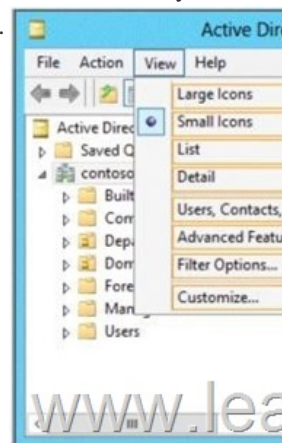 Active Dire
File Action View Help
Large Icons
Small Icons
List
Detail
Users, Contacts,
Advanced Featu
Filter Options...
Customize...
Active Direc
Saved Q
contoso
Built
Com
Depa
Dom
Fore
Man
Users
www.lea